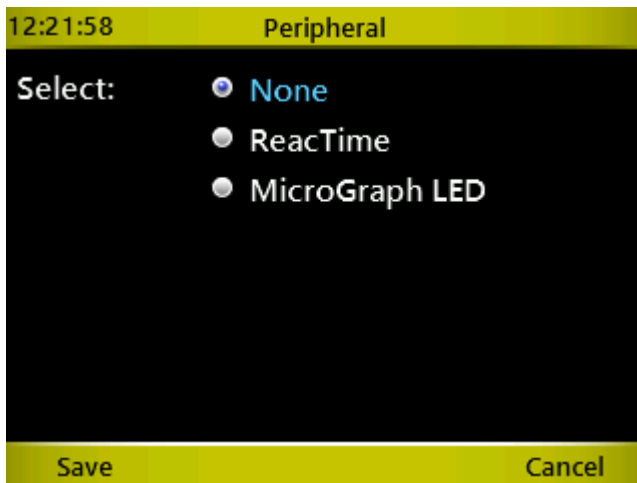 12:21:58 Peripheral
Select: None
ReacTime
MicroGraph LED
Save Cancel